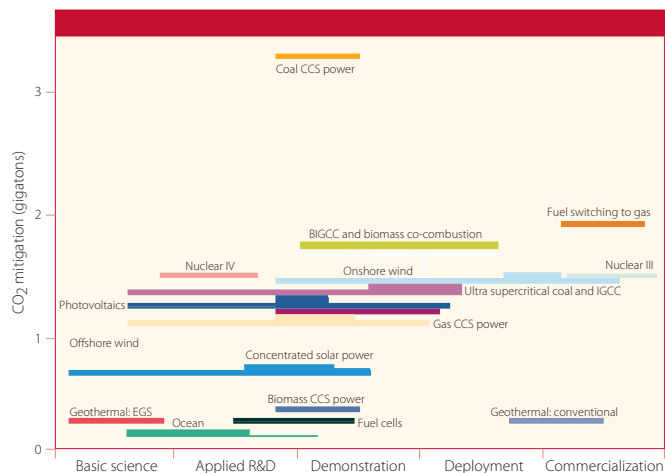 3
2
1
0
CO2 mitigation (gigatons)
Coal CCS power
Fuel switching to gas
BIGCC and biomass co-combustion
Nuclear IV
Onshore wind
Nuclear III
Ultra supercritical coal and IGCC
Photovoltaics
Gas CCS power
Offshore wind
Concentrated solar power
Biomass CCS power
Geothermal: EGS
Geothermal: conventional
Ocean
Fuel cells
Basic science
Applied R&D
Demonstration
Deployment
Commercialization